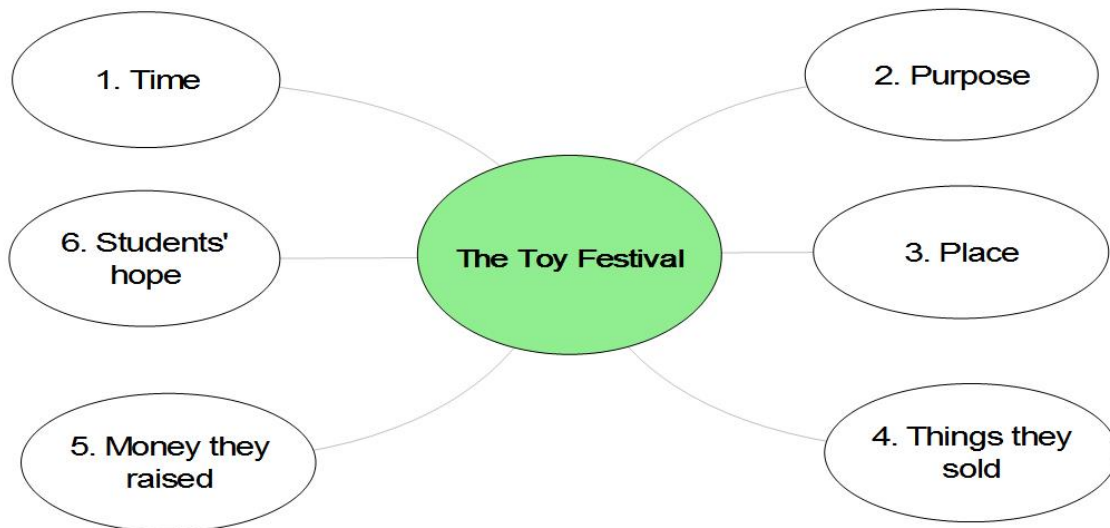 1. Time
2. Purpose
6. Students'
hope
The Toy Festival
3. Place
5. Money they
raised
4. Things they
sold